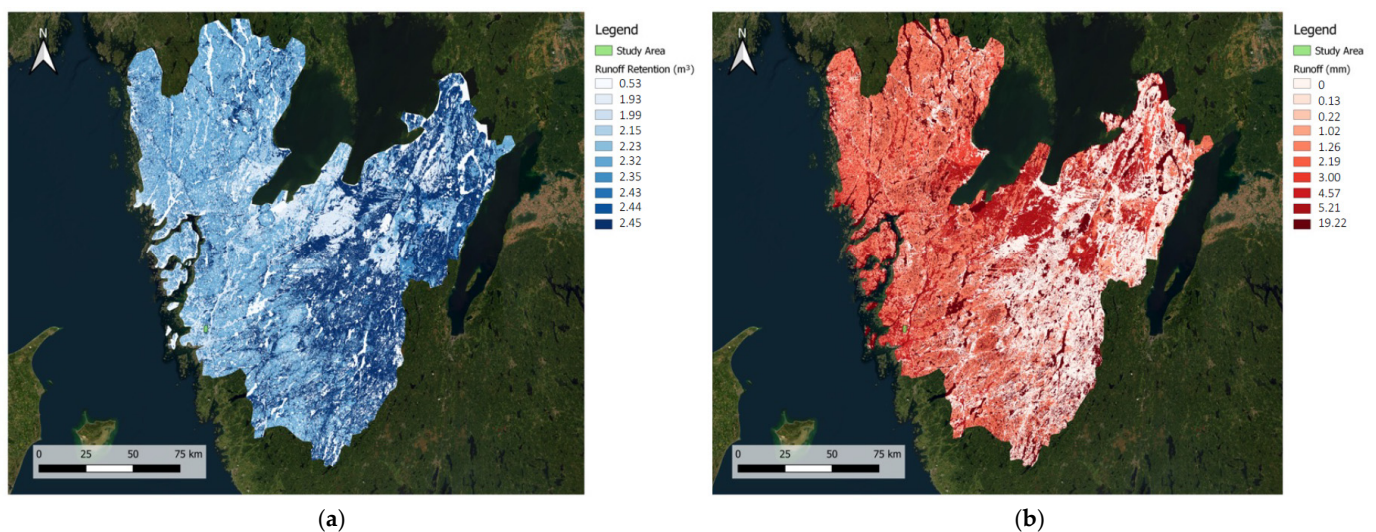 N
Legend
Study Area
Runoff Retention (m³)
0.53
1.93
1.99
2.15
2.23
2.32
2.35
2.43
2.44
2.45
0 25 50 75 km
(a)
N
Legend
Study Area
Runoff (mm)
0
0.13
0.22
1.02
1.26
2.19
3.00
4.57
5.21
19.22
0 25 50 75 km
(b)